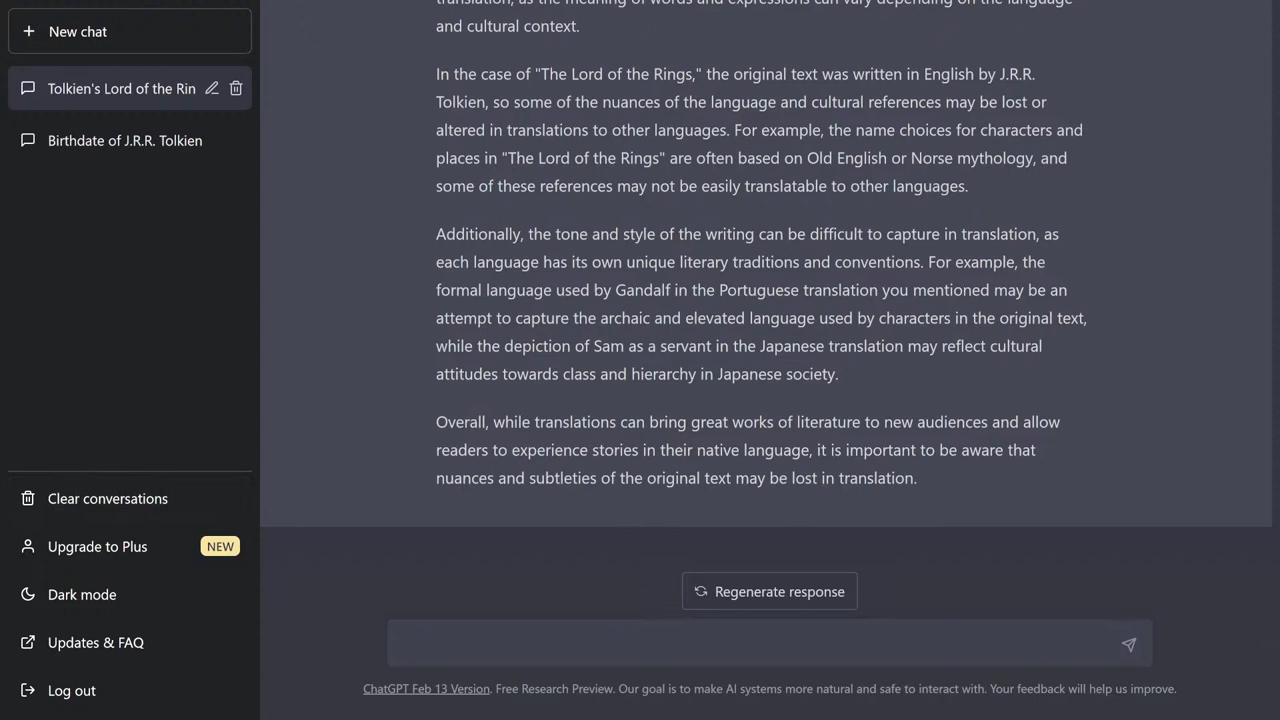 New chat
Tolkien's Lord of the Rin
Birthdate of J.R.R. Tolkien
Clear conversations
Upgrade to Plus NEW
Dark mode
Updates & FAQ
Log out
translation, as the meaning of words and expressions can vary depending on the language
and cultural context.
In the case of "The Lord of the Rings," the original text was written in English by J.R.R.
Tolkien, so some of the nuances of the language and cultural references may be lost or
altered in translations to other languages. For example, the name choices for characters and
places in "The Lord of the Rings" are often based on Old English or Norse mythology, and
some of these references may not be easily translatable to other languages.
Additionally, the tone and style of the writing can be difficult to capture in translation, as
each language has its own unique literary traditions and conventions. For example, the
formal language used by Gandalf in the Portuguese translation you mentioned may be an
attempt to capture the archaic and elevated language used by characters in the original text,
while the depiction of Sam as a servant in the Japanese translation may reflect cultural
attitudes towards class and hierarchy in Japanese society.
Overall, while translations can bring great works of literature to new audiences and allow
readers to experience stories in their native language, it is important to be aware that
nuances and subtleties of the original text may be lost in translation.
Regenerate response
ChatGPT Feb 13 Version. Free Research Preview. Our goal is to make AI systems more natural and safe to interact with. Your feedback will help us improve.